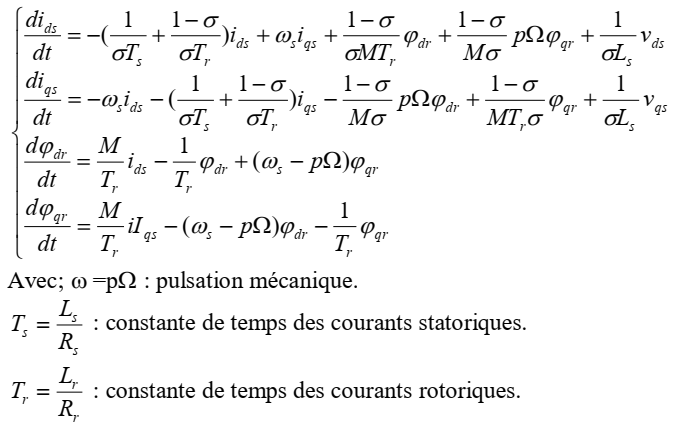 di_ds/dt = −(1/σT_s + 1−σ/σT_r)i_ds + ω_s i_qs + 1−σ/σMT_r φ_dr + 1−σ/Mσ pΩφ_qr + 1/σL_s v_ds
di_qs/dt = −ω_s i_ds − (1/σT_s + 1−σ/σT_r)i_qs − 1−σ/Mσ pΩφ_dr + 1−σ/MT_rσ φ_qr + 1/σL_s v_qs
dφ_dr/dt = M/T_r i_ds − 1/T_r φ_dr + (ω_s − pΩ)φ_qr
dφ_qr/dt = M/T_r iI_qs − (ω_s − pΩ)φ_dr − 1/T_r φ_qr
Avec; ω =pΩ : pulsation mécanique.
T_s = L_s/R_s : constante de temps des courants statoriques.
T_r = L_r/R_r : constante de temps des courants rotoriques.